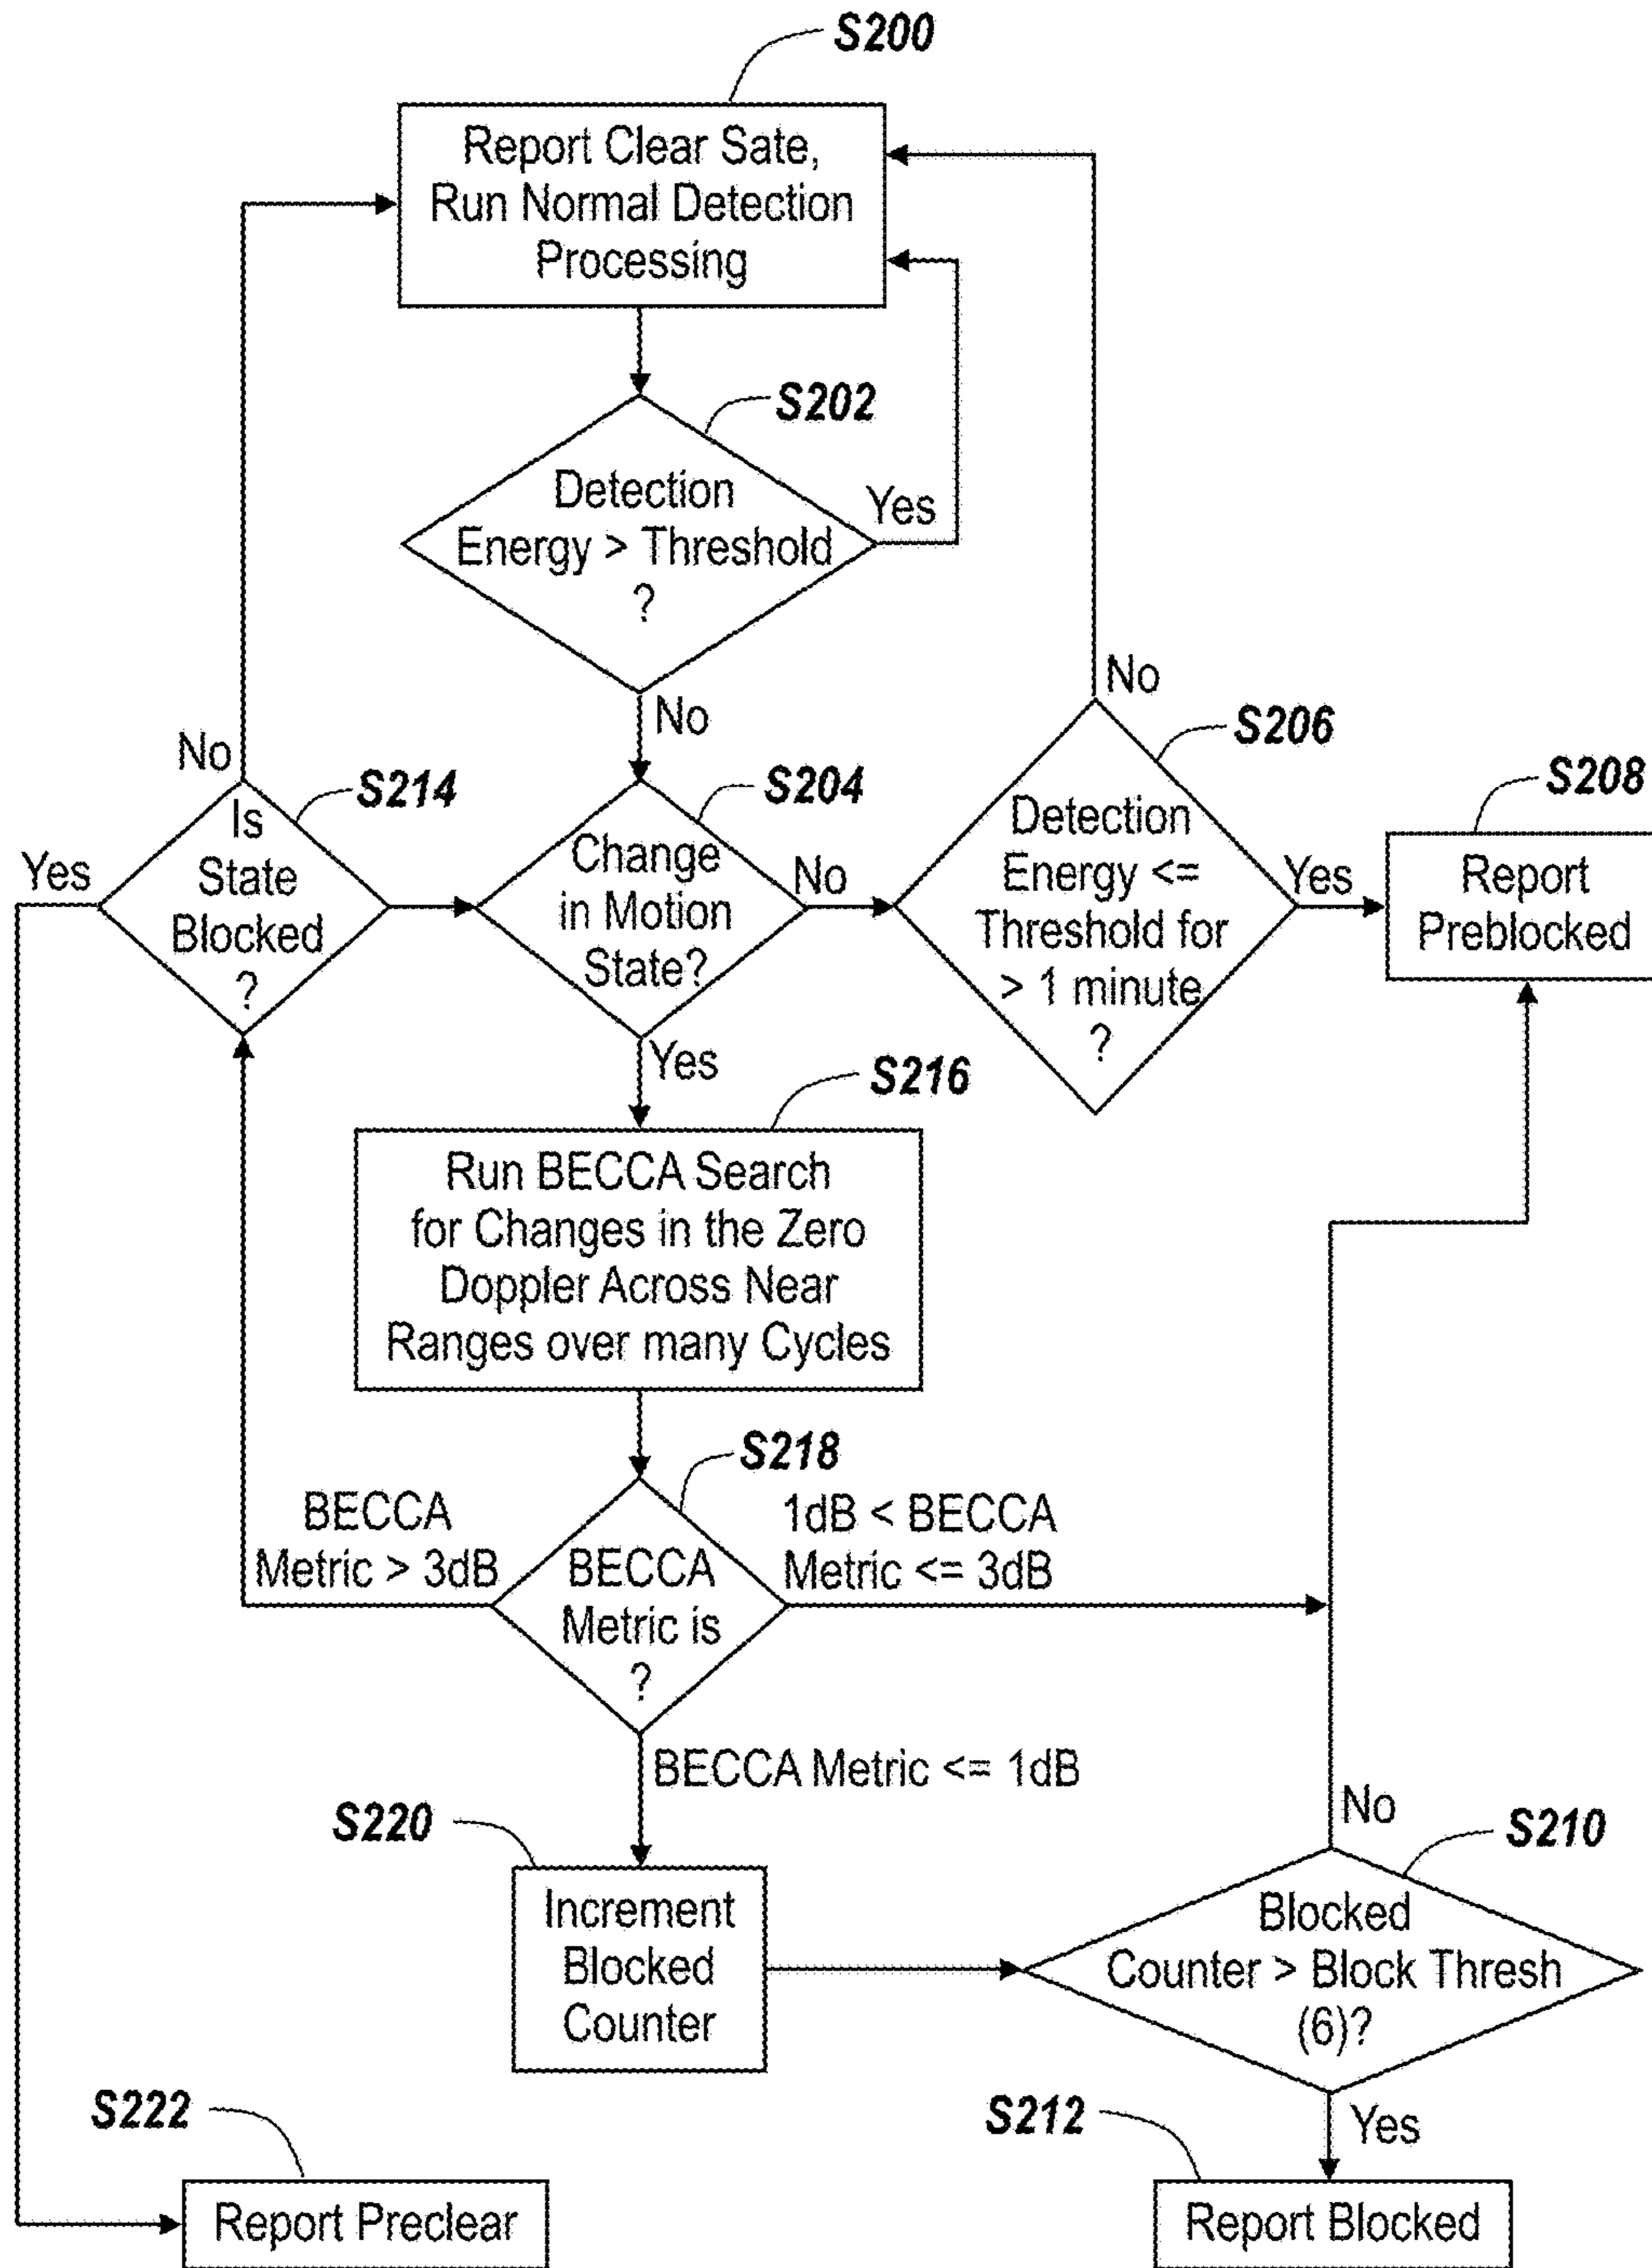 S200
Report Clear Sate,
Run Normal Detection
Processing
S202
Detection
Energy > Threshold
?
Yes
No
No
S214
Is
State
Blocked
?
Yes
S204
Change
in Motion
State?
No
Yes
No
S206
Detection
Energy <=
Threshold for
> 1 minute
?
Yes
S208
Report
Preblocked
S216
Run BECCA Search
for Changes in the Zero
Doppler Across Near
Ranges over many Cycles
S218
BECCA
Metric > 3dB
BECCA
Metric is
?
1dB < BECCA
Metric <= 3dB
BECCA Metric <= 1dB
S220
Increment
Blocked
Counter
No
S210
Blocked
Counter > Block Thresh
(6)?
Yes
S222
Report Preclear
S212
Report Blocked